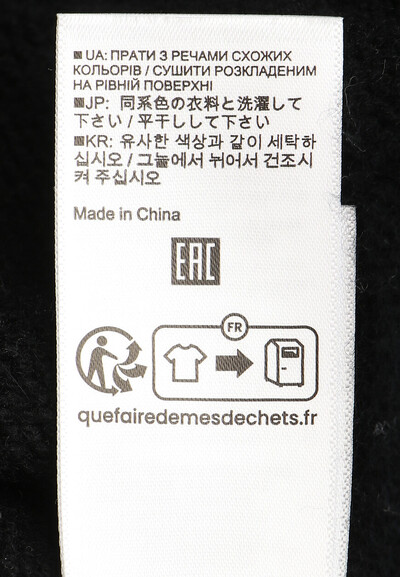 UA: ПРАТИ З РЕЧАМИ СХОЖИХ
КОЛЬОРІВ / СУШИТИ РОЗКЛАДЕНИМ
НА РІВНІЙ ПОВЕРХНІ
JP: 同系色の衣料と洗濯して
下さい / 平干しして下さい
KR: 유사한 색상과 같이 세탁하
십시오 / 그늘에서 뉘어서 건조시
켜 주십시오
Made in China
EAC
FR
quefairedemesdechets.fr